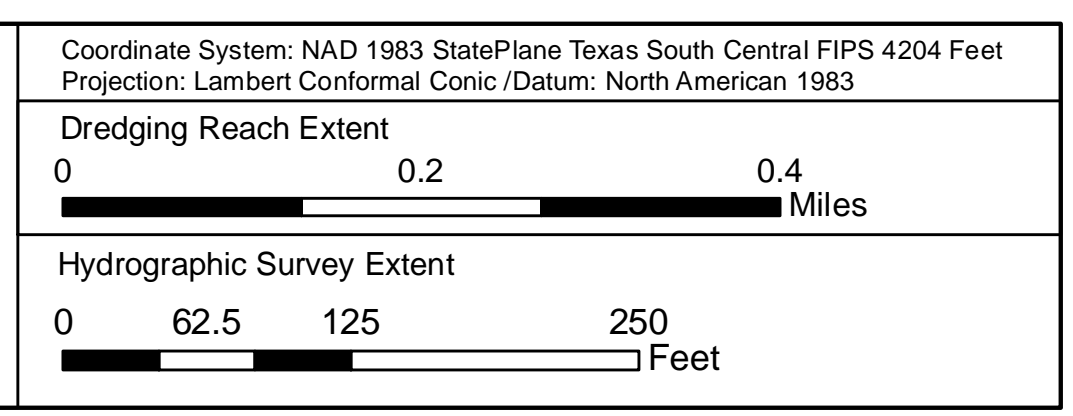 Coordinate System: NAD 1983 StatePlane Texas South Central FIPS 4204 Feet
Projection: Lambert Conformal Conic /Datum: North American 1983
Dredging Reach Extent
0 0.2 0.4
Miles
Hydrographic Survey Extent
0 62.5 125 250
Feet